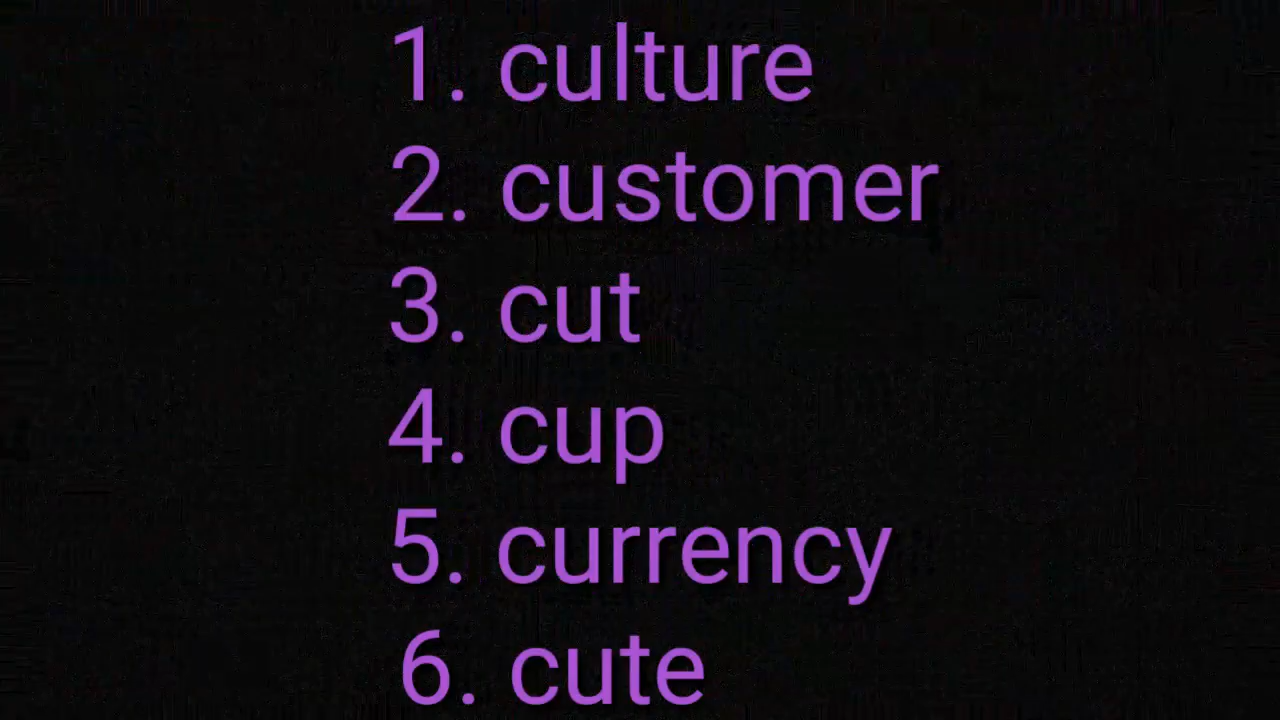 1. culture
2. customer
3. cut
4. cup
5. currency
6. cute